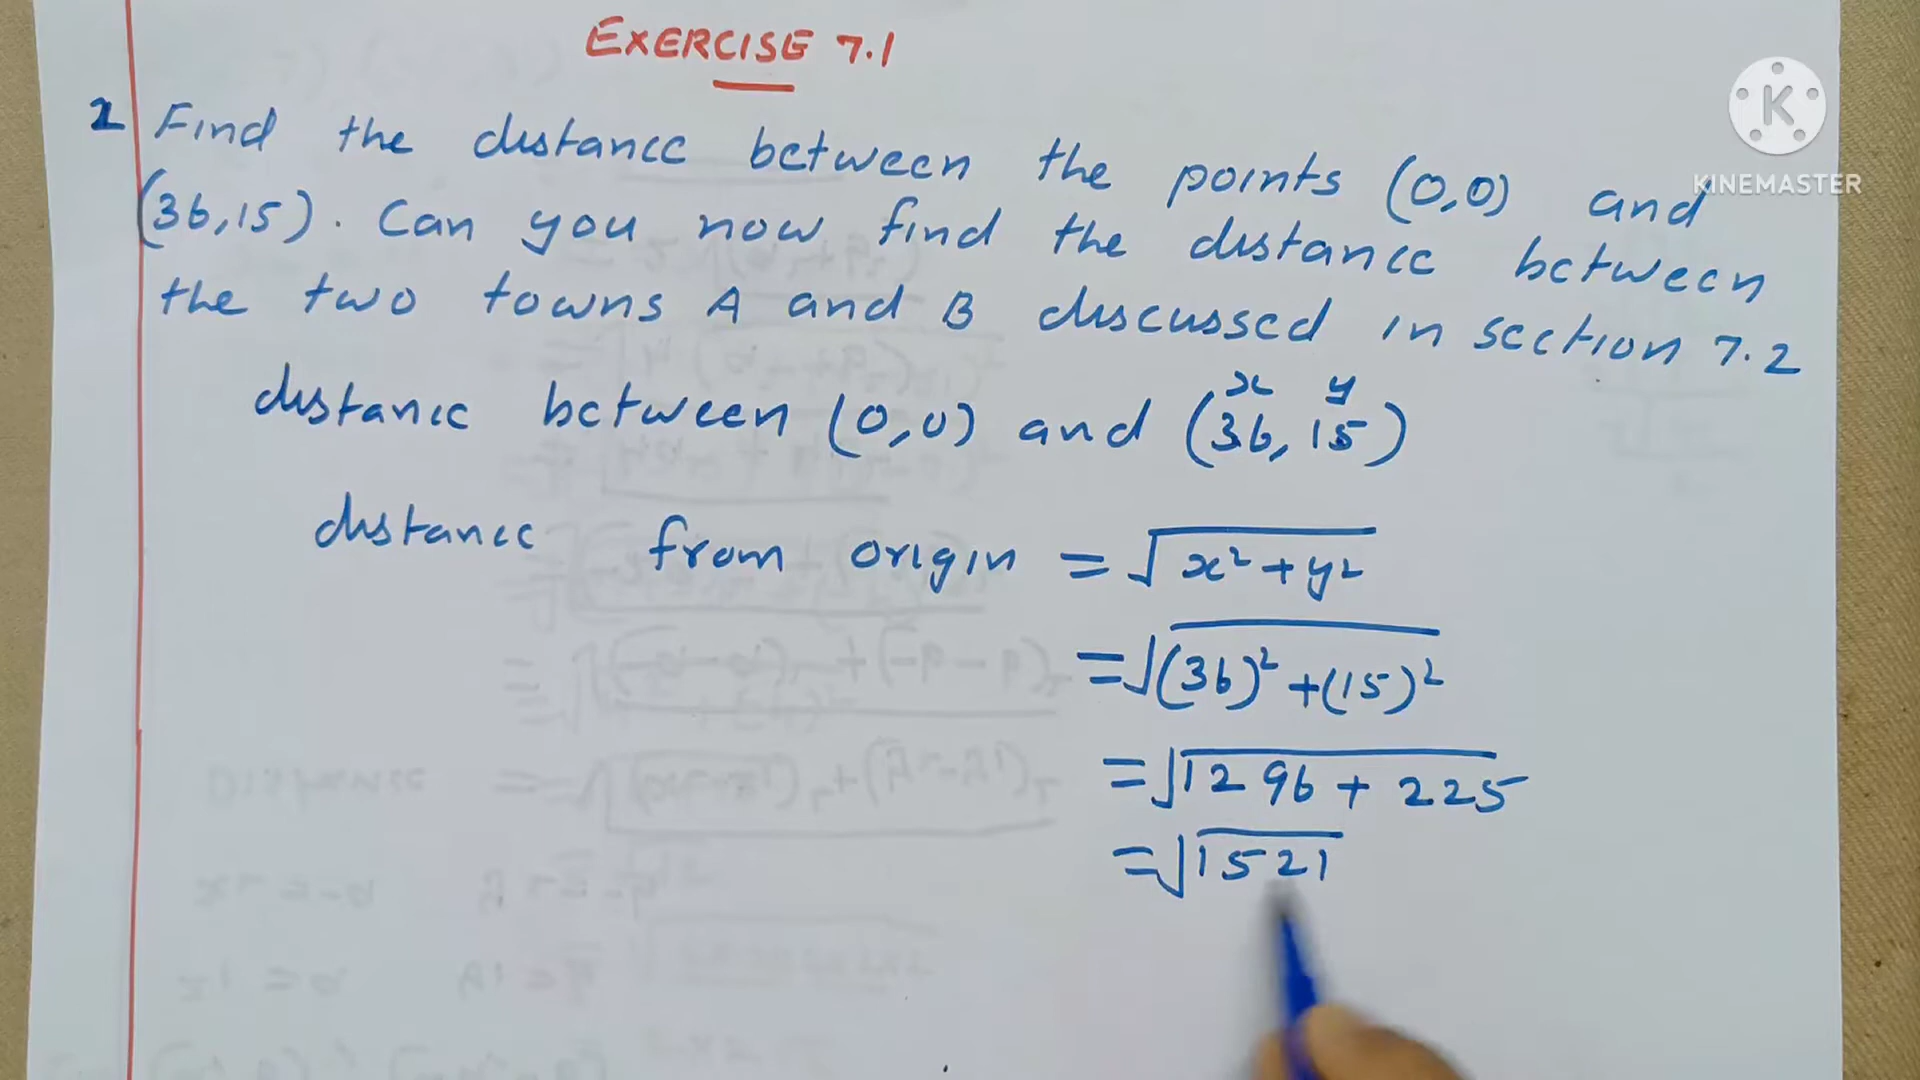 EXERCISE 7.1
2 Find the distance between the points (0,0) and
(36,15). Can you now find the distance between
the two towns A and B discussed in section 7.2
distance between (0,0) and (36,15)
x y
distance from origin = √x²+y²
= √(36)²+(15)²
= √1296 + 225
= √1521
K
KINEMASTER